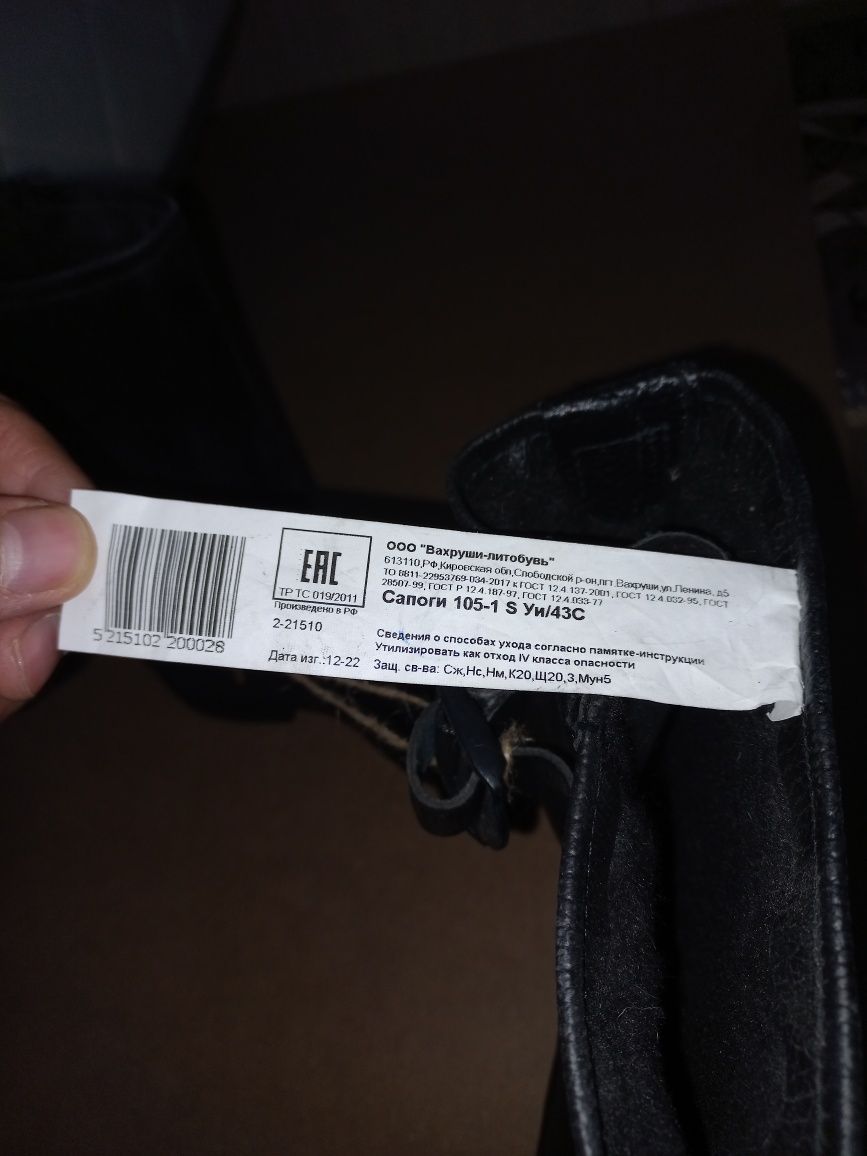 5 215102 200028
ЕАС
ТР ТС 019/2011
Произведено в РФ
2-21510
Дата изг.:12-22
ООО "Вахруши-литобувь"
613110,РФ,Кировская обл,Слободской р-он,пгт.Вахруши,ул.Ленина, д5
ТО 8811-22953769-034-2017 к ГОСТ 12.4.137-2001, ГОСТ 12.4.032-95, ГОСТ
28507-99, ГОСТ Р 12.4.187-97, ГОСТ 12.4.033-77
Сапоги 105-1 S Уи/43С
Сведения о способах ухода согласно памятке-инструкции
Утилизировать как отход IV класса опасности
Защ. св-ва: Сж,Нс,Нм,К20,Щ20,З,Мун5